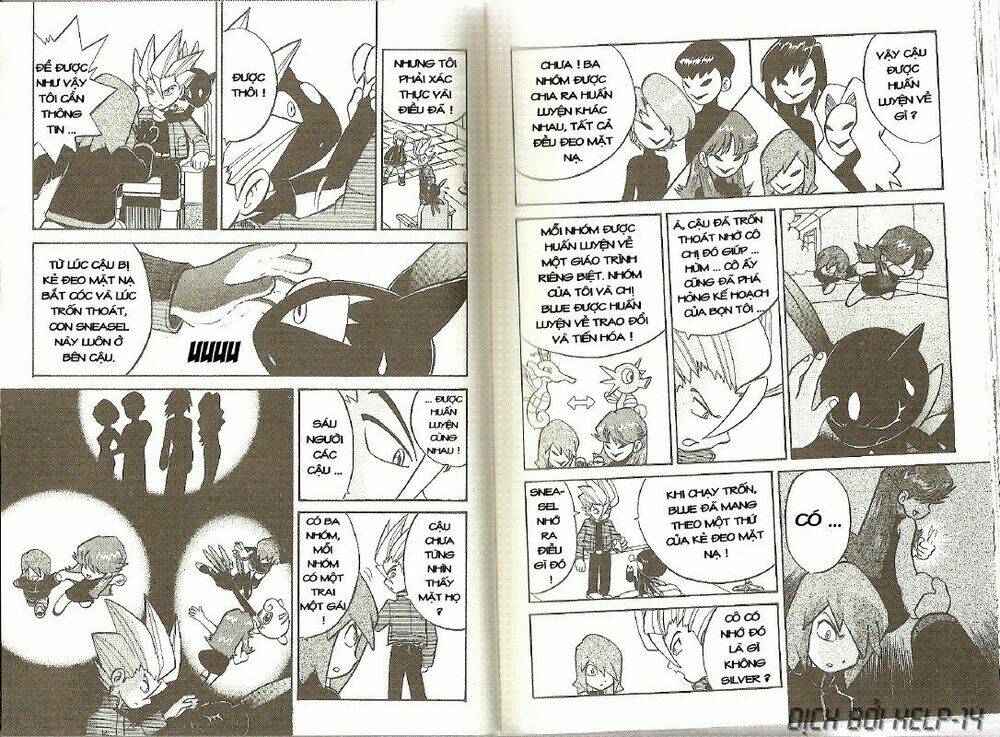 ĐỂ ĐƯỢC
NHƯ VẬY
TÔI CẦN
THÔNG
TIN ...
ĐƯỢC
THÔI !
NHƯNG TÔI
PHẢI XÁC
THỰC VÀI
ĐIỀU ĐÃ !
TỪ LÚC CẬU BỊ
KẺ ĐEO MẶT NẠ
BẮT CÓC VÀ LÚC
TRỐN THOÁT,
CON SNEASEL
NÀY LUÔN Ở
BÊN CẬU.
UUUU
SÁU
NGƯỜI
CÁC
CẬU ...
... ĐƯỢC
HUẤN
LUYỆN
CÙNG
NHAU !
CÓ BA
NHÓM,
MỖI
NHÓM
CÓ MỘT
TRAI
MỘT GÁI
!
CẬU
CHƯA
TỪNG
NHÌN
THẤY
MẶT HỌ
?
CHƯA ! BA
NHÓM ĐƯỢC
CHIA RA HUẤN
LUYỆN KHÁC
NHAU, TẤT CẢ
ĐỀU ĐEO MẶT
NẠ.
VẬY CẬU
ĐƯỢC
HUẤN
LUYỆN VỀ
GÌ ?
MỖI NHÓM ĐƯỢC
HUẤN LUYỆN VỀ
MỘT GIÁO TRÌNH
RIÊNG BIỆT. NHÓM
CỦA TÔI VÀ CHỊ
BLUE ĐƯỢC HUẤN
LUYỆN VỀ TRAO ĐỔI
VÀ TIẾN HÓA !
À, CẬU ĐÃ TRỐN
THOÁT NHỜ CÔ
CHỊ ĐÓ GIÚP ...
HỪM ... CÔ ẤY
CŨNG ĐÃ PHÁ
HỎNG KẾ HOẠCH
CỦA BỌN TÔI ...
SNEA-
SEL
NHỚ
RA
ĐIỀU
GÌ ĐÓ
!
KHI CHẠY TRỐN,
BLUE ĐÃ MANG
THEO MỘT THỨ
CỦA KẺ ĐEO MẶT
NẠ !
CÔ CÓ
NHỚ ĐÓ
LÀ GÌ
KHÔNG
SILVER ?
CÓ ...
DỊCH BỞI HELP-14